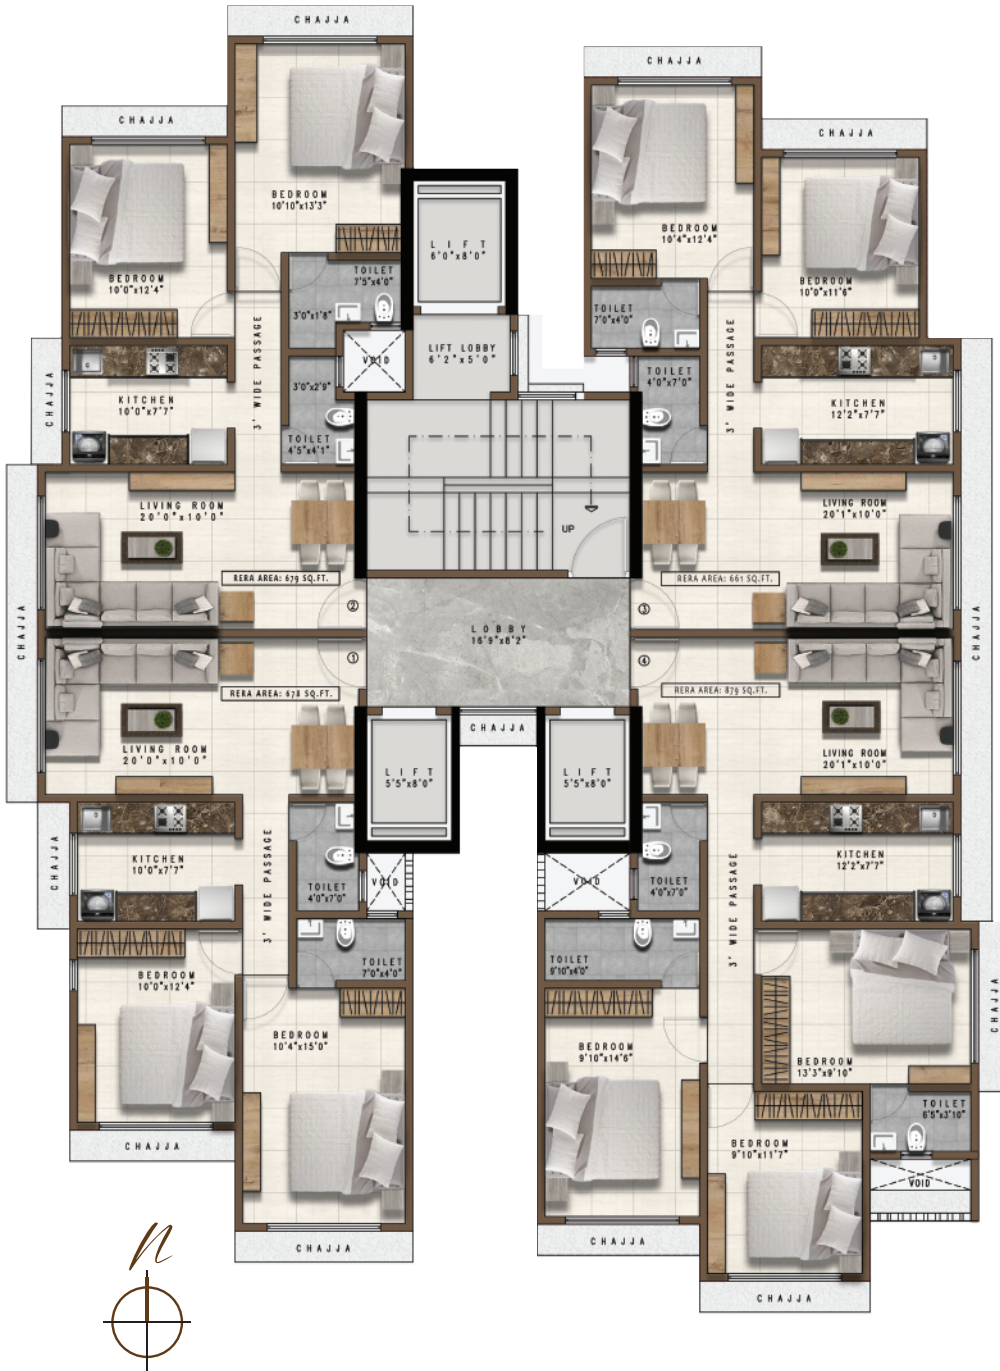 CHAJJA
CHAJJA
BEDROOM
10'10"x13'3"
BEDROOM
10'0"x12'4"
LIFT
6'0"x8'0"
TOILET
7'5"x4'0"
3'0"x1'8"
VOID
LIFT LOBBY
6'2"x5'0"
CHAJJA
KITCHEN
10'0"x7'7"
3' WIDE PASSAGE
3'0"x2'9"
TOILET
4'5"x4'1"
LIVING ROOM
20'0"x10'0"
RERA AREA: 679 SQ.FT.
2
CHAJJA
CHAJJA
CHAJJA
BEDROOM
10'4"x12'4"
BEDROOM
10'0"x11'6"
TOILET
7'0"x4'0"
TOILET
4'0"x7'0"
3' WIDE PASSAGE
KITCHEN
12'2"x7'7"
LIVING ROOM
20'1"x10'0"
UP
RERA AREA: 661 SQ.FT.
3
CHAJJA
LOBBY
16'9"x8'2"
1
RERA AREA: 678 SQ.FT.
LIVING ROOM
20'0"x10'0"
4
RERA AREA: 879 SQ.FT.
LIVING ROOM
20'1"x10'0"
CHAJJA
LIFT
5'5"x8'0"
LIFT
5'5"x8'0"
CHAJJA
KITCHEN
10'0"x7'7"
3' WIDE PASSAGE
TOILET
4'0"x7'0"
VOID
TOILET
7'0"x4'0"
BEDROOM
10'0"x12'4"
BEDROOM
10'4"x15'0"
CHAJJA
CHAJJA
VOID
TOILET
4'0"x7'0"
3' WIDE PASSAGE
KITCHEN
12'2"x7'7"
TOILET
9'10"x4'0"
BEDROOM
9'10"x14'6"
BEDROOM
13'3"x9'10"
CHAJJA
TOILET
6'5"x3'10"
BEDROOM
9'10"x11'7"
VOID
CHAJJA
CHAJJA
n